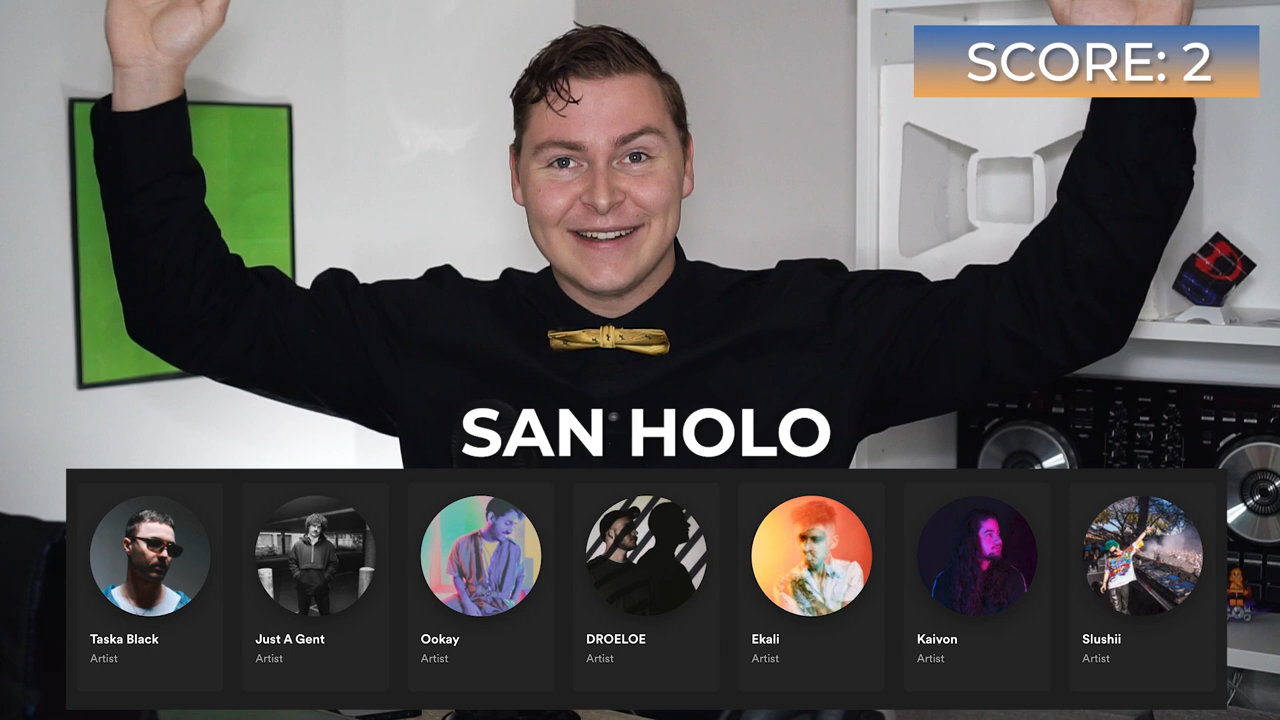 SCORE: 2
SAN HOLO
Taska Black
Artist
Just A Gent
Artist
Ookay
Artist
DROELOE
Artist
Ekali
Artist
Kaivon
Artist
Slushii
Artist